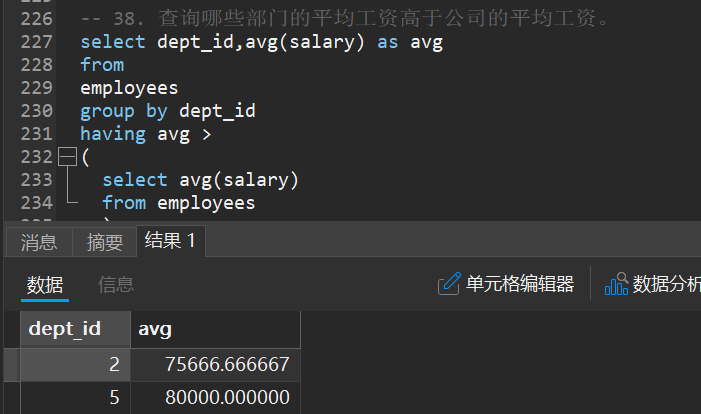 226 -- 38. 查询哪些部门的平均工资高于公司的平均工资。
227 select dept_id,avg(salary) as avg
228 from
229 employees
230 group by dept_id
231 having avg >
232 (
233 select avg(salary)
234 from employees
消息 摘要 结果 1
数据 信息 单元格编辑器 数据分析
dept_id avg
2 75666.666667
5 80000.000000